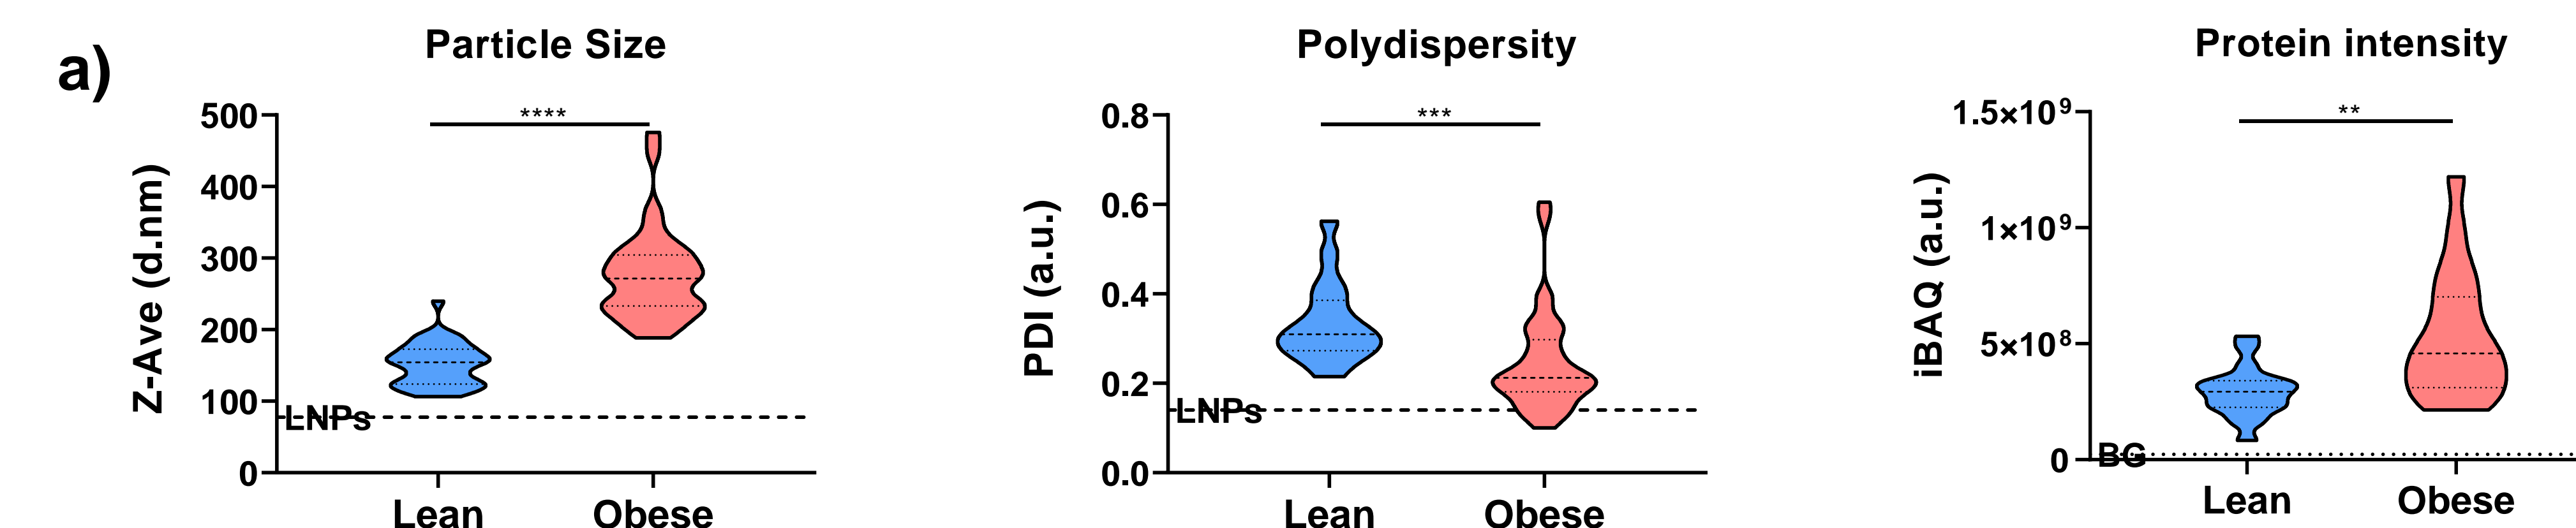 a)
Particle Size
****
Z-Ave (d.nm)
500
400
300
200
100
0
LNPs
Lean Obese
Polydispersity
***
PDI (a.u.)
0.8
0.6
0.4
0.2
0.0
LNPs
Lean Obese
Protein intensity
**
iBAQ (a.u.)
1.5×10⁹
1×10⁹
5×10⁸
0
BG
Lean Obese